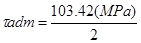 τadm = 103.42(MPa) / 2